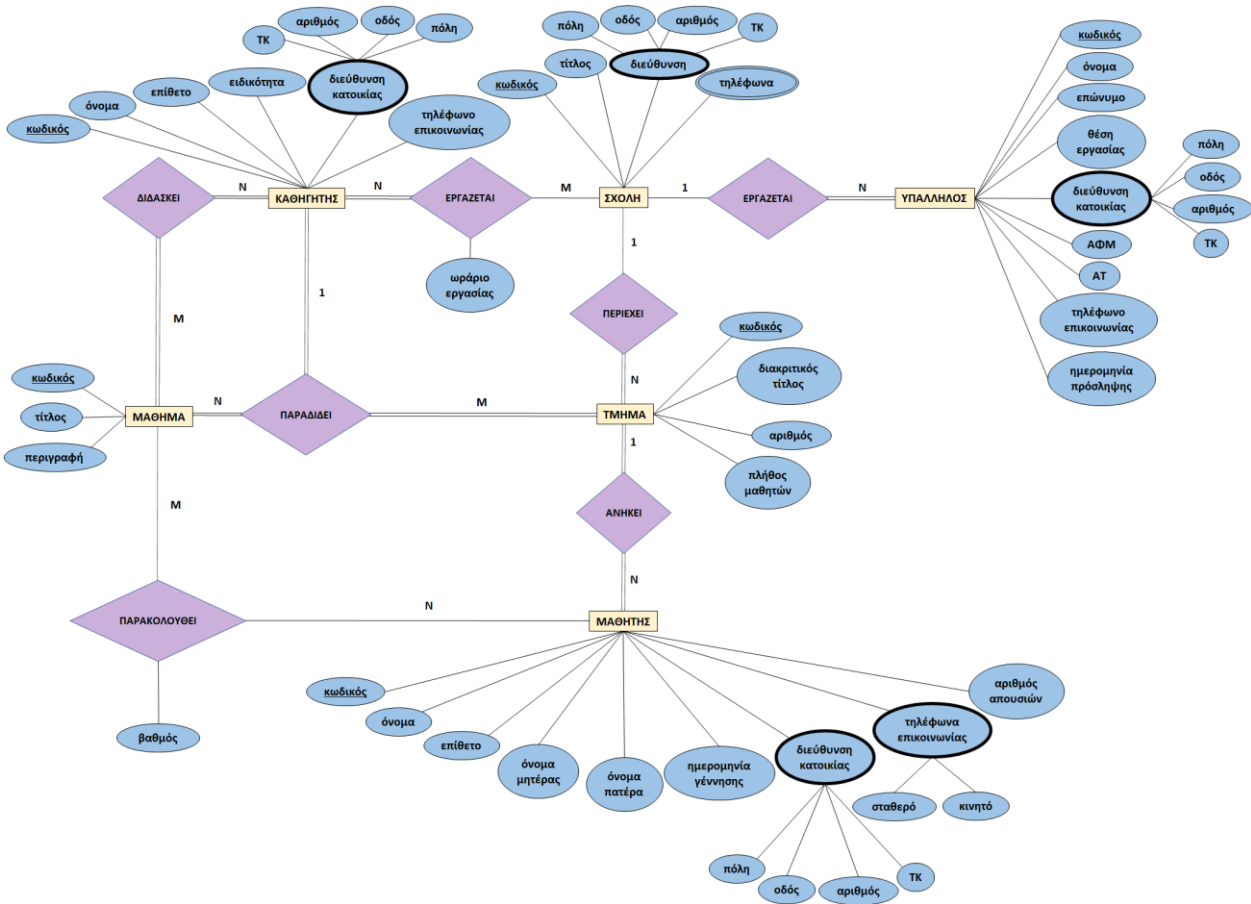 αριθμός
οδός
πόλη
ΤΚ
διεύθυνση
κατοικίας
ειδικότητα
επίθετο
όνομα
κωδικός
τηλέφωνο
επικοινωνίας
πόλη
οδός
αριθμός
ΤΚ
τίτλος
διεύθυνση
κωδικός
τηλέφωνα
κωδικός
όνομα
επώνυμο
θέση
εργασίας
διεύθυνση
κατοικίας
πόλη
οδός
αριθμός
ΤΚ
ΑΦΜ
ΑΤ
τηλέφωνο
επικοινωνίας
ημερομηνία
πρόσληψης
ΔΙΔΑΣΚΕΙ
N
ΚΑΘΗΓΗΤΗΣ
N
ΕΡΓΑΖΕΤΑΙ
M
ΣΧΟΛΗ
1
ΕΡΓΑΖΕΤΑΙ
N
ΥΠΑΛΛΗΛΟΣ
ωράριο
εργασίας
1
1
M
ΠΕΡΙΕΧΕΙ
N
κωδικός
διακριτικός
τίτλος
αριθμός
πλήθος
μαθητών
κωδικός
τίτλος
περιγραφή
ΜΑΘΗΜΑ
N
ΠΑΡΑΔΙΔΕΙ
M
ΤΜΗΜΑ
1
ΑΝΗΚΕΙ
N
M
ΠΑΡΑΚΟΛΟΥΘΕΙ
N
ΜΑΘΗΤΗΣ
βαθμός
κωδικός
όνομα
επίθετο
όνομα
μητέρας
όνομα
πατέρα
ημερομηνία
γέννησης
διεύθυνση
κατοικίας
τηλέφωνα
επικοινωνίας
αριθμός
απουσιών
σταθερό
κινητό
πόλη
οδός
αριθμός
ΤΚ